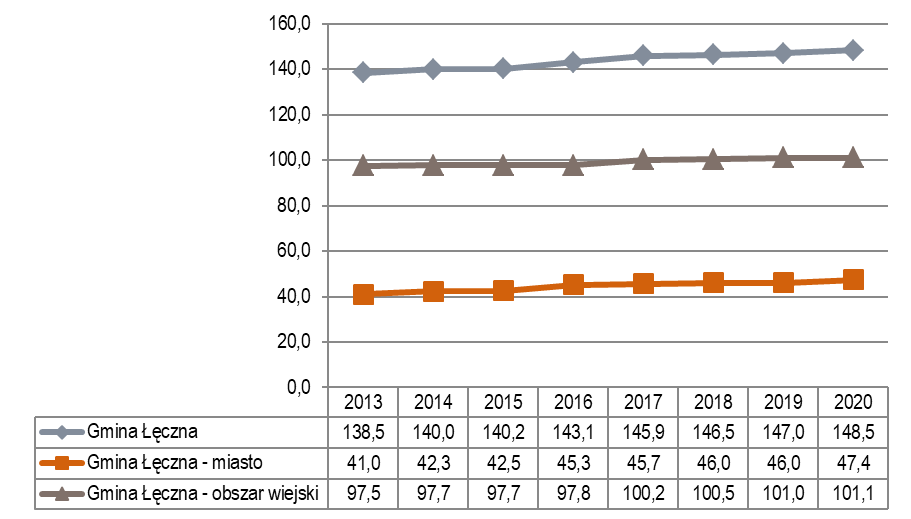 160,0
140,0
120,0
100,0
80,0
60,0
40,0
20,0
0,0
2013 2014 2015 2016 2017 2018 2019 2020
Gmina Łęczna 138,5 140,0 140,2 143,1 145,9 146,5 147,0 148,5
Gmina Łęczna - miasto 41,0 42,3 42,5 45,3 45,7 46,0 46,0 47,4
Gmina Łęczna - obszar wiejski 97,5 97,7 97,7 97,8 100,2 100,5 101,0 101,1